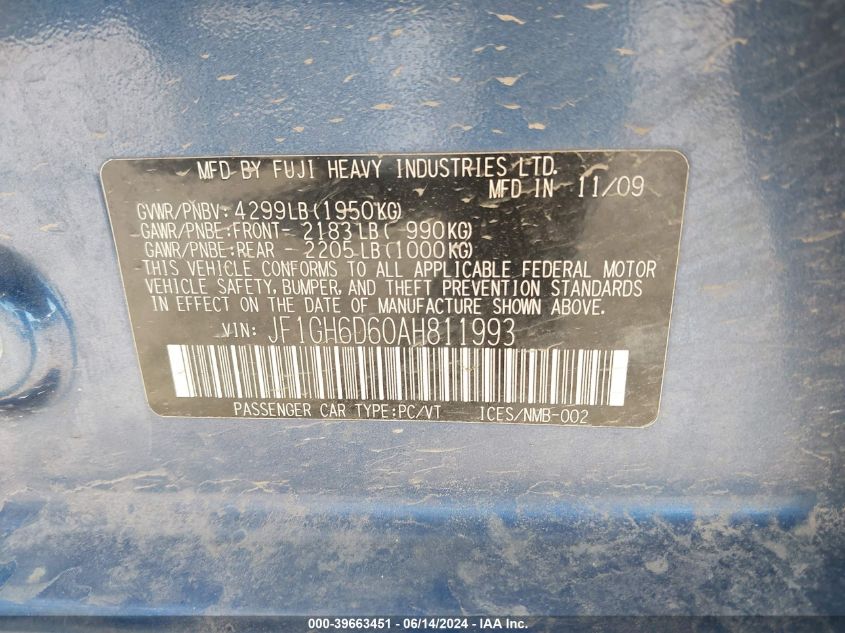 MFD BY FUJI HEAVY INDUSTRIES LTD.
MFD IN 11/09
GVWR/PNBV: 4299LB(1950KG)
GAWR/PNBE:FRONT- 2183LB( 990KG)
GAWR/PNBE:REAR - 2205LB(1000KG)
THIS VEHICLE CONFORMS TO ALL APPLICABLE FEDERAL MOTOR
VEHICLE SAFETY, BUMPER, AND THEFT PREVENTION STANDARDS
IN EFFECT ON THE DATE OF MANUFACTURE SHOWN ABOVE.
VIN: JF1GH6D60AH811993
PASSENGER CAR TYPE:PC/VT ICES/NMB-002
000-39663451 - 06/14/2024 - IAA Inc.